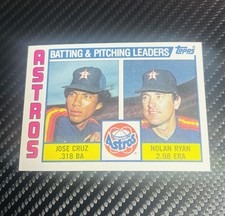 BATTING & PITCHING LEADERS
Topps
ASTROS
JOSE CRUZ
.318 BA
Astros
NOLAN RYAN
2.98 ERA